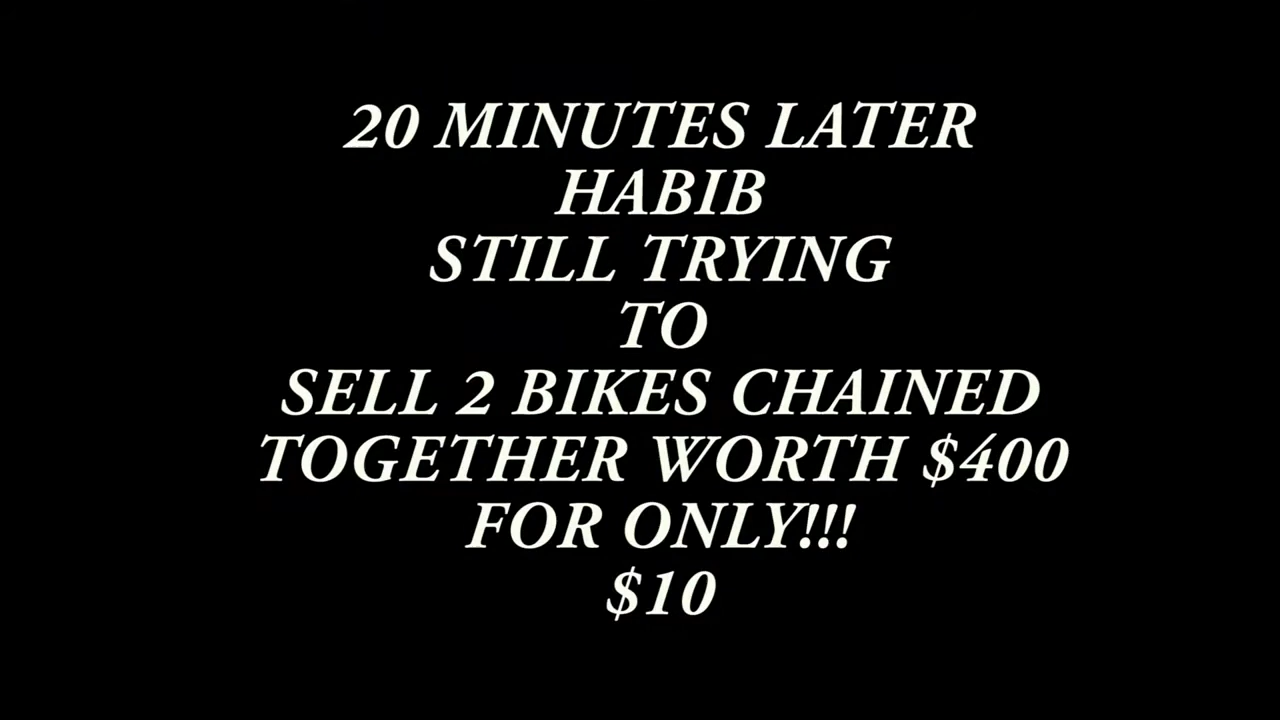 20 MINUTES LATER
HABIB
STILL TRYING
TO
SELL 2 BIKES CHAINED
TOGETHER WORTH $400
FOR ONLY!!!
$10